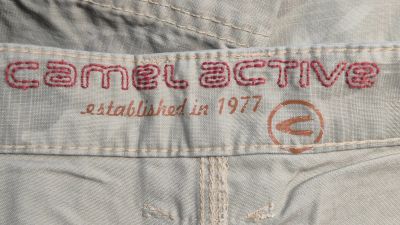 camel active
established in 1977